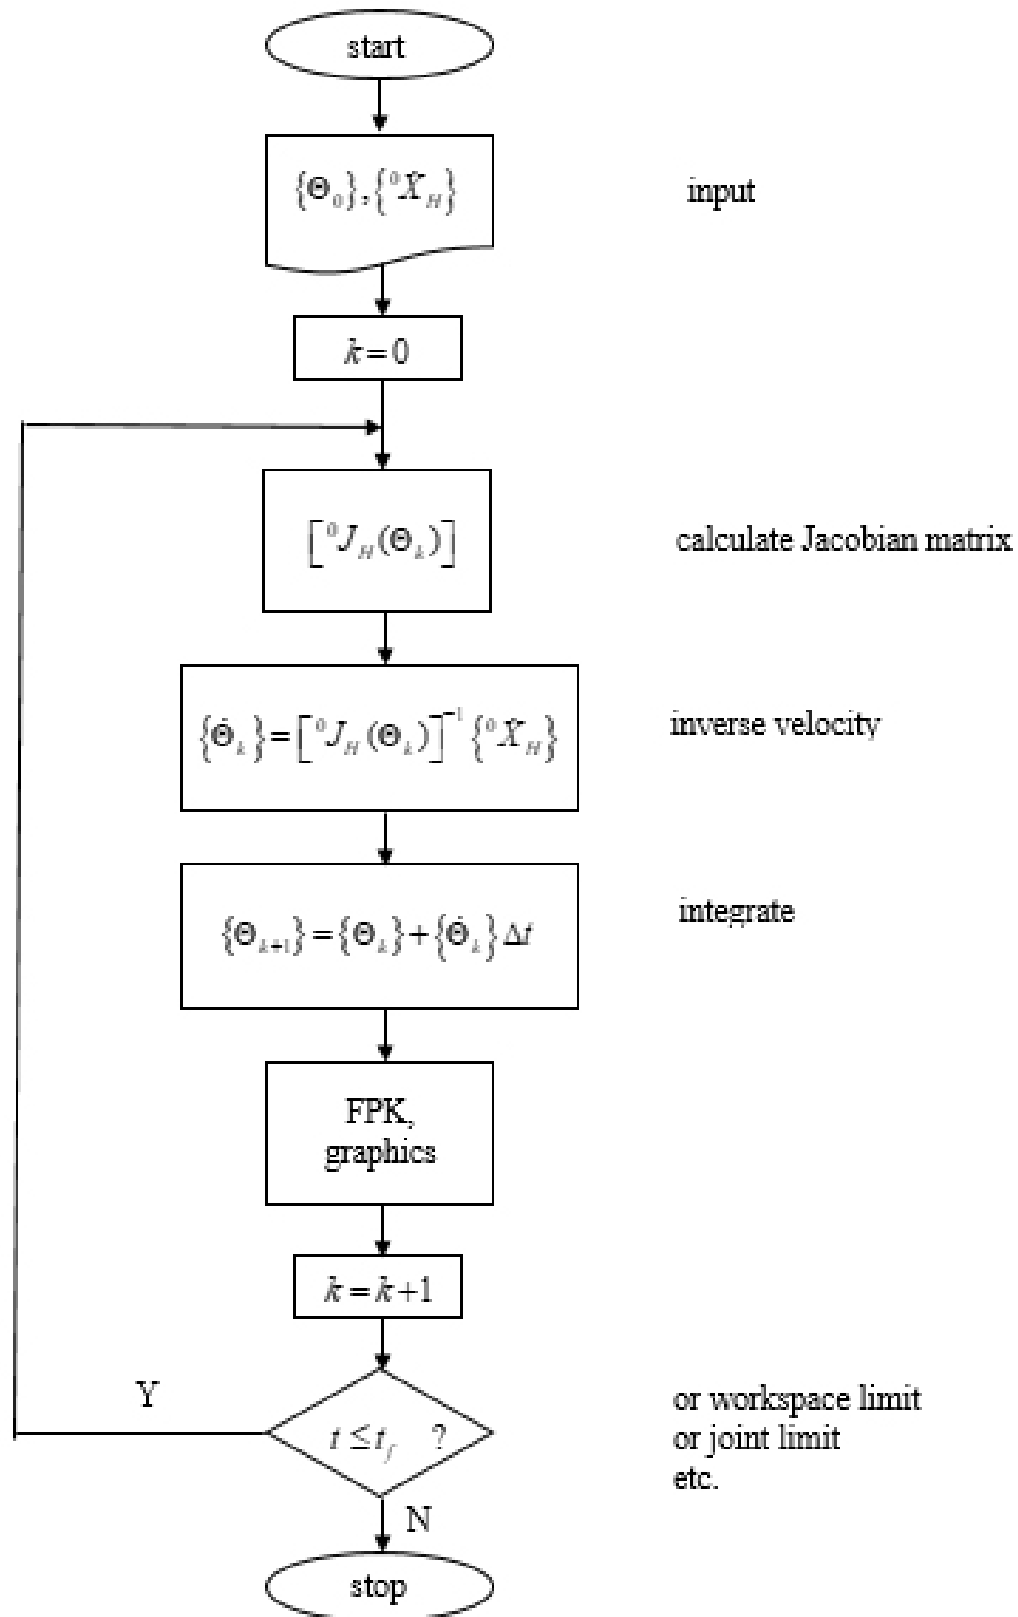 start
{Θ₀},{⁰Ẋ_H}
input
k=0
[⁰J_H(Θ_k)]
calculate Jacobian matrix
{Θ̇_k}=[⁰J_H(Θ_k)]⁻¹{⁰Ẋ_H}
inverse velocity
{Θ_{k+1}}={Θ_k}+{Θ̇_k}Δt
integrate
FPK,
graphics
k=k+1
Y
t≤t_f ?
or workspace limit
or joint limit
etc.
N
stop